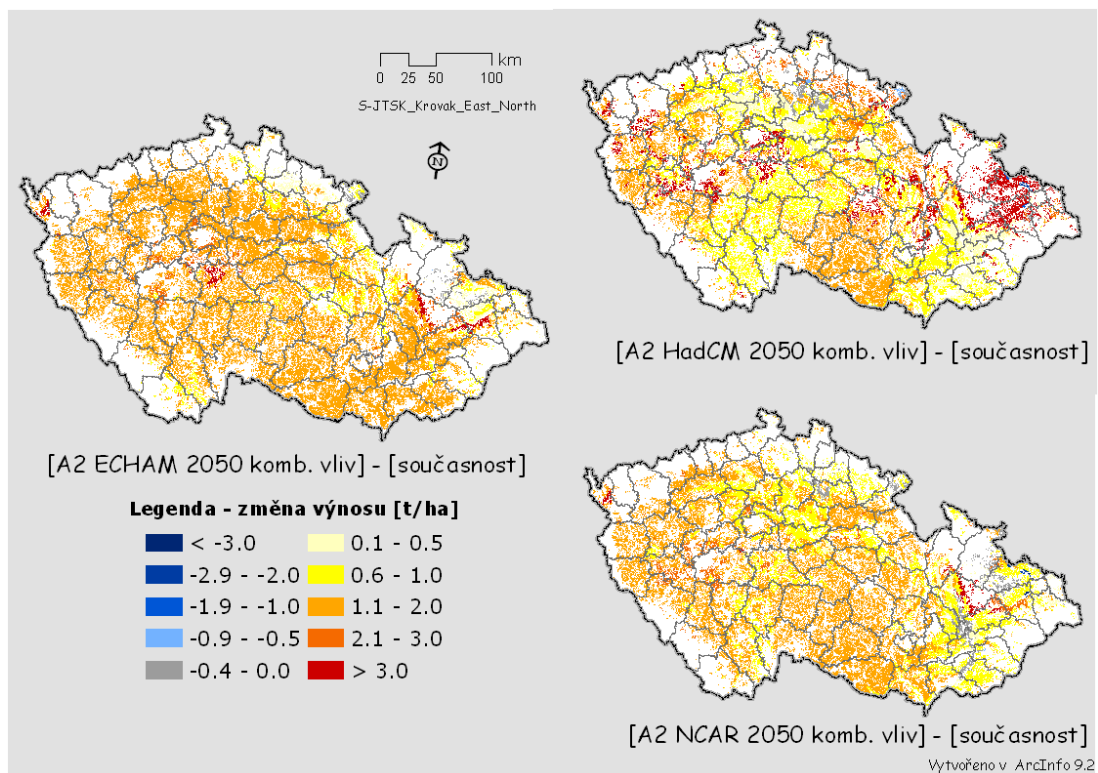 km
0 25 50 100
S-JTSK_Krovak_East_North
N
[A2 ECHAM 2050 komb. vliv] - [současnost]
Legenda - změna výnosu [t/ha]
< -3.0
-2.9 - -2.0
-1.9 - -1.0
-0.9 - -0.5
-0.4 - 0.0
0.1 - 0.5
0.6 - 1.0
1.1 - 2.0
2.1 - 3.0
> 3.0
[A2 HadCM 2050 komb. vliv] - [současnost]
[A2 NCAR 2050 komb. vliv] - [současnost]
Vytvořeno v ArcInfo 9.2